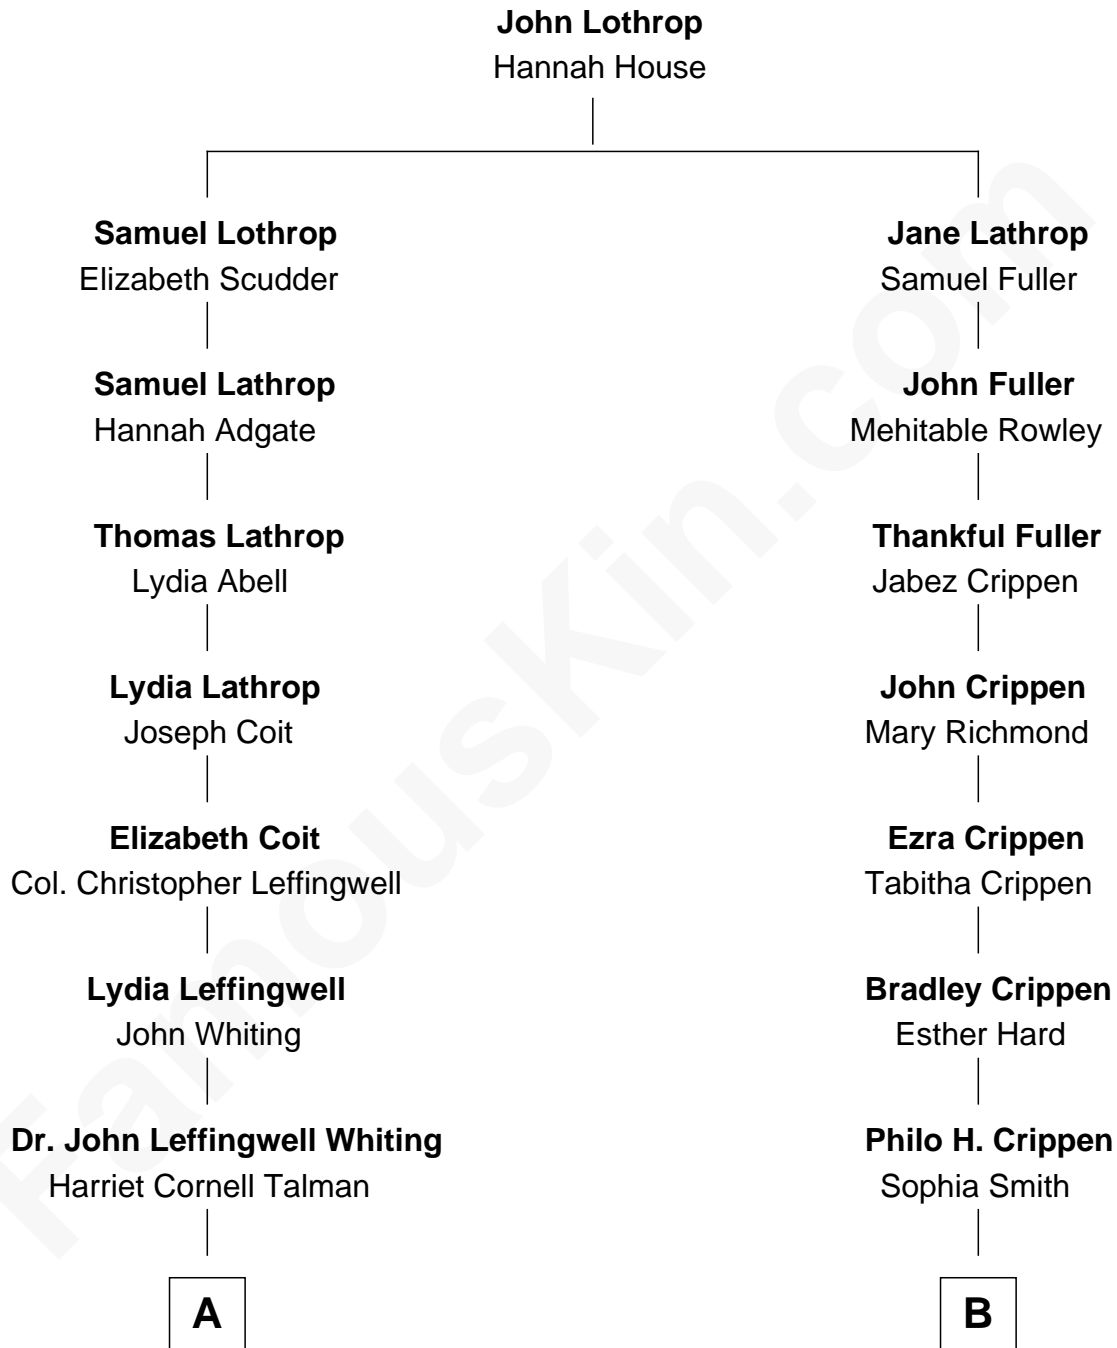 John Lothrop
Hannah House
Samuel Lothrop
Elizabeth Scudder
Jane Lathrop
Samuel Fuller
Samuel Lathrop
Hannah Adgate
John Fuller
Mehitable Rowley
Thomas Lathrop
Lydia Abell
Thankful Fuller
Jabez Crippen
Lydia Lathrop
Joseph Coit
John Crippen
Mary Richmond
Elizabeth Coit
Col. Christopher Leffingwell
Ezra Crippen
Tabitha Crippen
Lydia Leffingwell
John Whiting
Bradley Crippen
Esther Hard
Dr. John Leffingwell Whiting
Harriet Cornell Talman
Philo H. Crippen
Sophia Smith
A
B
FamousKin.com